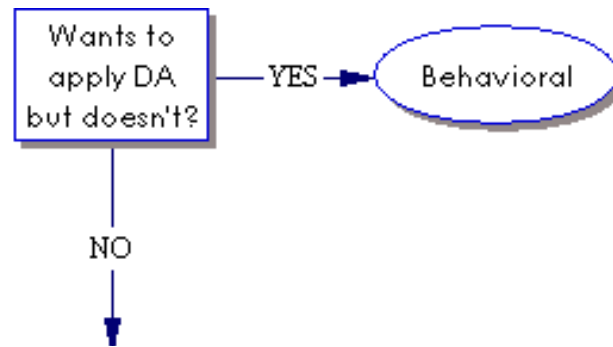 Wants to
apply DA
but doesn't?
YES
Behavioral
NO